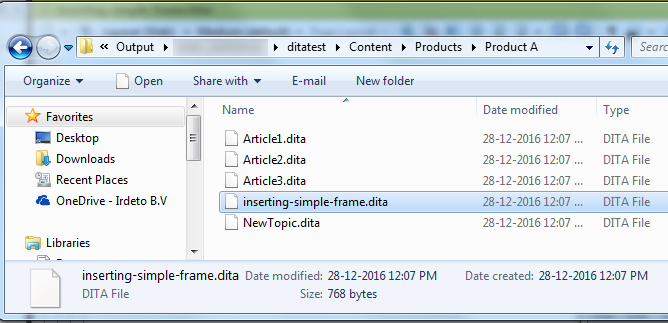 « Output ▸ ditatest ▸ Content ▸ Products ▸ Product A
Organize Open Share with E-mail New folder
Favorites
Desktop
Downloads
Recent Places
OneDrive - Irdeto B.V
Libraries
Name Date modified Type
Article1.dita 28-12-2016 12:07 ... DITA File
Article2.dita 28-12-2016 12:07 ... DITA File
Article3.dita 28-12-2016 12:07 ... DITA File
inserting-simple-frame.dita 28-12-2016 12:07 ... DITA File
NewTopic.dita 28-12-2016 12:07 ... DITA File
inserting-simple-frame.dita Date modified: 28-12-2016 12:07 PM Date created: 28-12-2016 12:07 PM
DITA File Size: 768 bytes